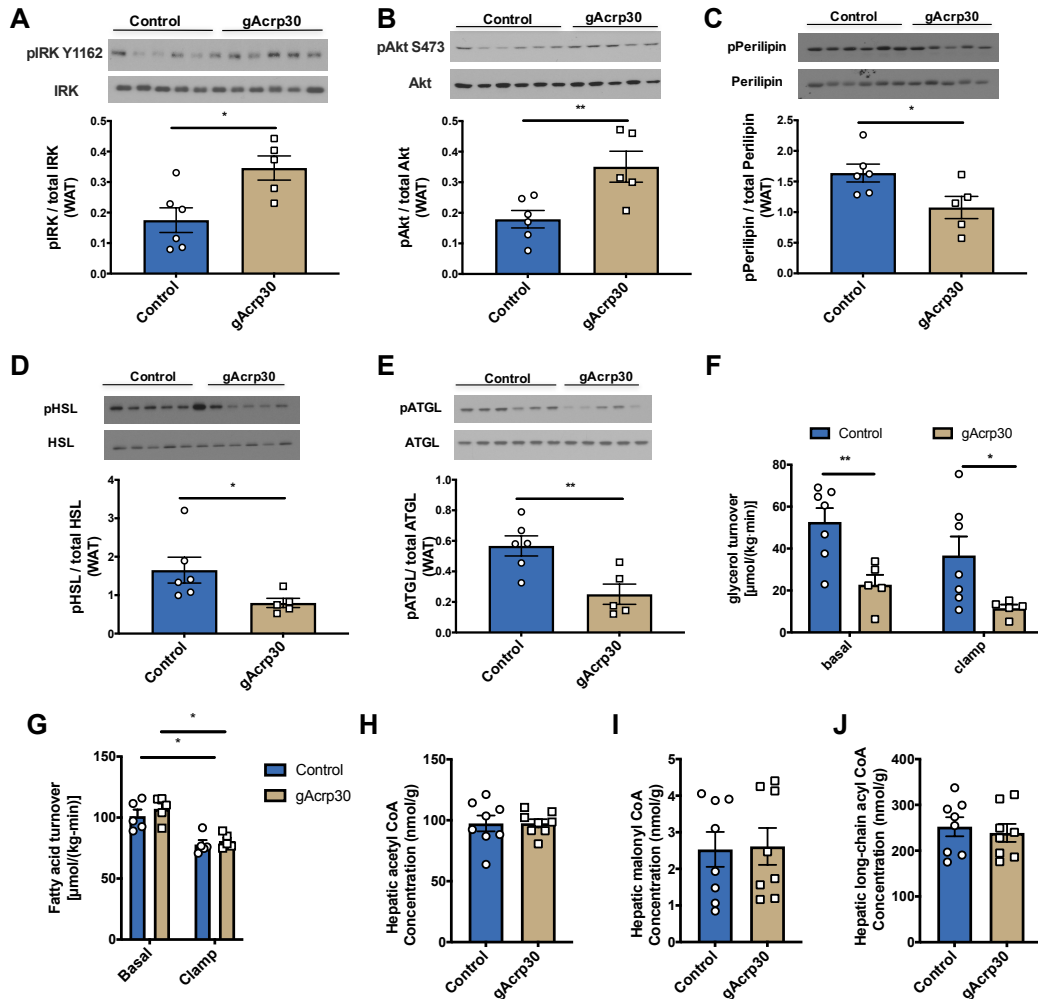 A
Control
gAcrp30
pIRK Y1162
IRK
*
pIRK / total IRK
(WAT)
0.5
0.4
0.3
0.2
0.1
0.0
Control
gAcrp30
B
Control
gAcrp30
pAkt S473
Akt
**
pAkt / total Akt
(WAT)
0.5
0.4
0.3
0.2
0.1
0.0
Control
gAcrp30
C
Control
gAcrp30
pPerilipin
Perilipin
*
pPerilipin / total Perilipin
(WAT)
2.5
2.0
1.5
1.0
0.5
0.0
Control
gAcrp30
D
Control
gAcrp30
pHSL
HSL
*
pHSL / total HSL
(WAT)
4
3
2
1
0
Control
gAcrp30
E
Control
gAcrp30
pATGL
ATGL
**
pATGL/ total ATGL
(WAT)
1.0
0.8
0.6
0.4
0.2
0.0
Control
gAcrp30
F
Control
gAcrp30
**
*
glycerol turnover
[μmol/(kg·min)]
80
60
40
20
0
basal
clamp
G
*
*
Control
gAcrp30
Fatty acid turnover
[μmol/(kg-min)]
150
100
50
0
Basal
Clamp
H
Hepatic acetyl CoA
Concentration (nmol/g)
150
100
50
0
Control
gAcrp30
I
Hepatic malonyl CoA
Concentration (nmol/g)
5
4
3
2
1
0
Control
gAcrp30
J
Hepatic long-chain acyl CoA
Concentration (nmol/g)
400
300
200
100
0
Control
gAcrp30